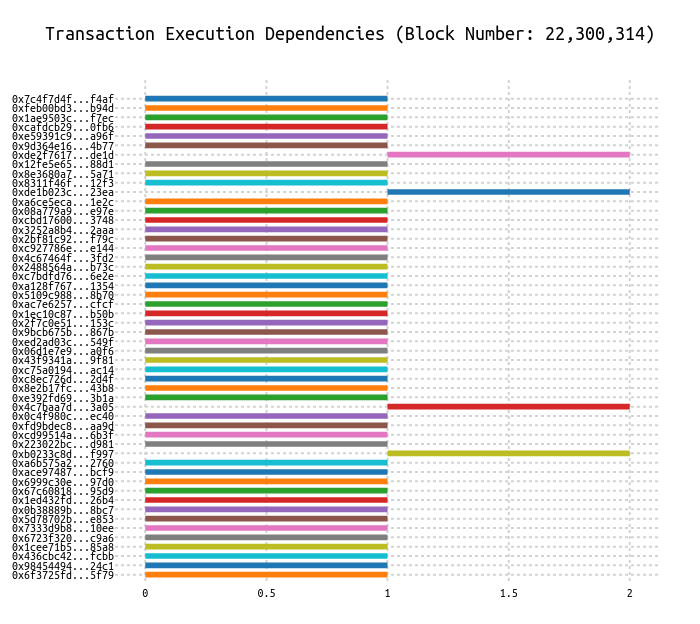 Transaction Execution Dependencies (Block Number: 22,300,314)
0x7c4f7d4f...f4af
0xfeb00bd3...b94d
0x1ae9503c...f7ec
0xcafdcb29...0fb6
0xe59391c9...a96f
0x9d364e16...4b77
0xde2f7617...de1d
0x12fe5e65...88d1
0x8e3680a7...5a71
0x8311f46f...12f3
0xde1b023c...23ea
0xa6ce5eca...1e2c
0x08a779a9...e97e
0xcbd17600...3748
0x3252a8b4...2aaa
0x2bf81c92...f79c
0xc927786e...e144
0x4c67464f...3fd2
0x2488564a...b73c
0xc7bdfd76...6e2e
0xa128f767...1354
0x5109c988...8b70
0xac7e6257...cfcf
0x1ec10c87...b50b
0x2f7c0e51...153c
0x9bcb675b...867b
0xed2ad03c...549f
0x06d1e7e9...a0f6
0x43f9341a...9f81
0xc75a0194...ac14
0xc8ec726d...2d4f
0x8e2b17fc...43b8
0xe392fd69...3b1a
0x4c7baa7d...3a05
0x0c4f980c...ec40
0xfd9bdec8...aa9d
0xcd99514a...6b3f
0x223022bc...d981
0xb0233c8d...f997
0xa6b575a2...2760
0xace97487...bcf9
0x6999c30e...97d0
0x67c60818...95d9
0x1ed432fd...26b4
0x0b38889b...8bc7
0x5d78702b...e853
0x7333d9b8...10ee
0x6723f320...c9a6
0x1cee71b5...85a8
0x436cbc42...fcbb
0x98454494...24c1
0x6f3725fd...5f79
0 0.5 1 1.5 2